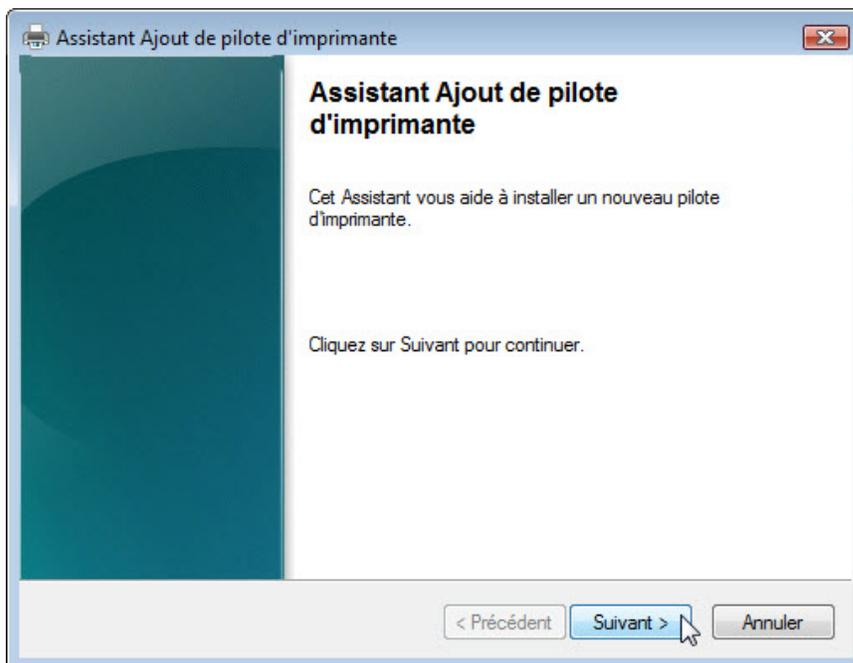 Assistant Ajout de pilote d'imprimante
Assistant Ajout de pilote
d'imprimante
Cet Assistant vous aide à installer un nouveau pilote
d'imprimante.
Cliquez sur Suivant pour continuer.
< Précédent
Suivant >
Annuler